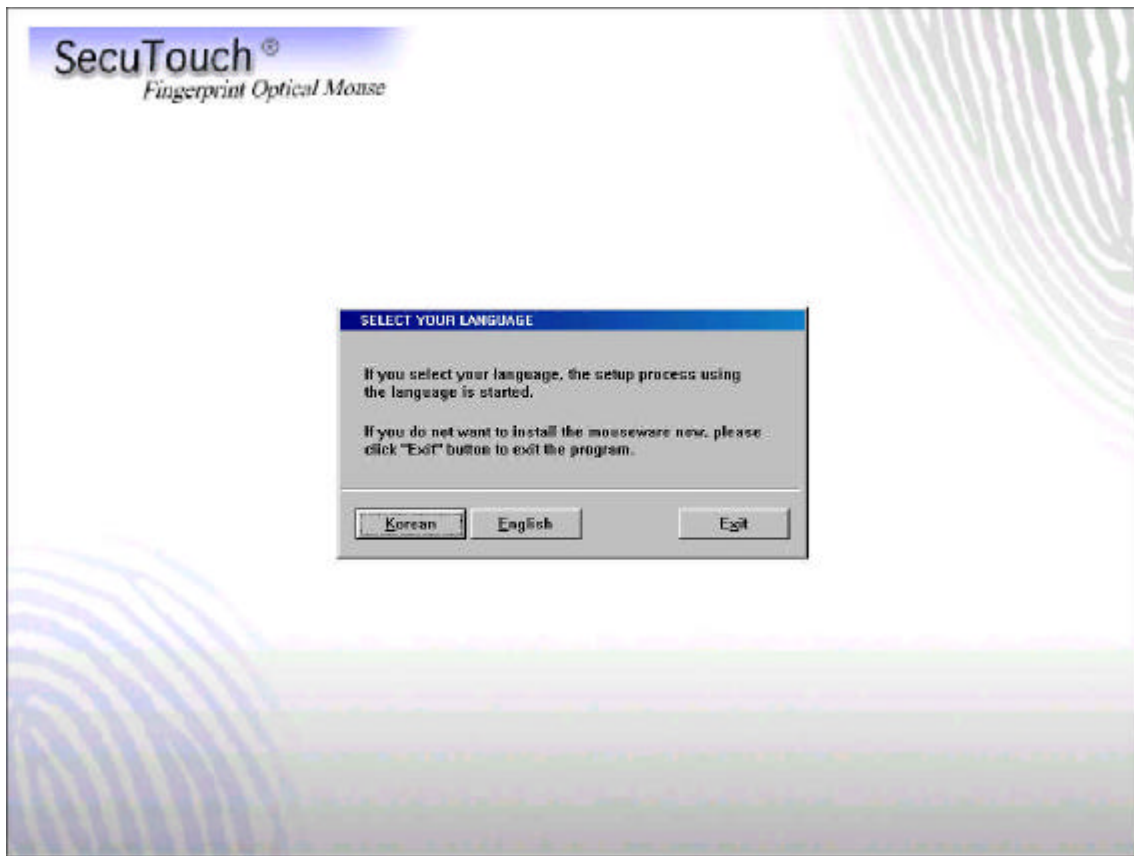 SecuTouch ®
Fingerprint Optical Mouse
SELECT YOUR LANGUAGE
If you select your language, the setup process using
the language is started.
If you do not want to install the mouseware now, please
click "Exit" button to exit the program.
Korean English Exit